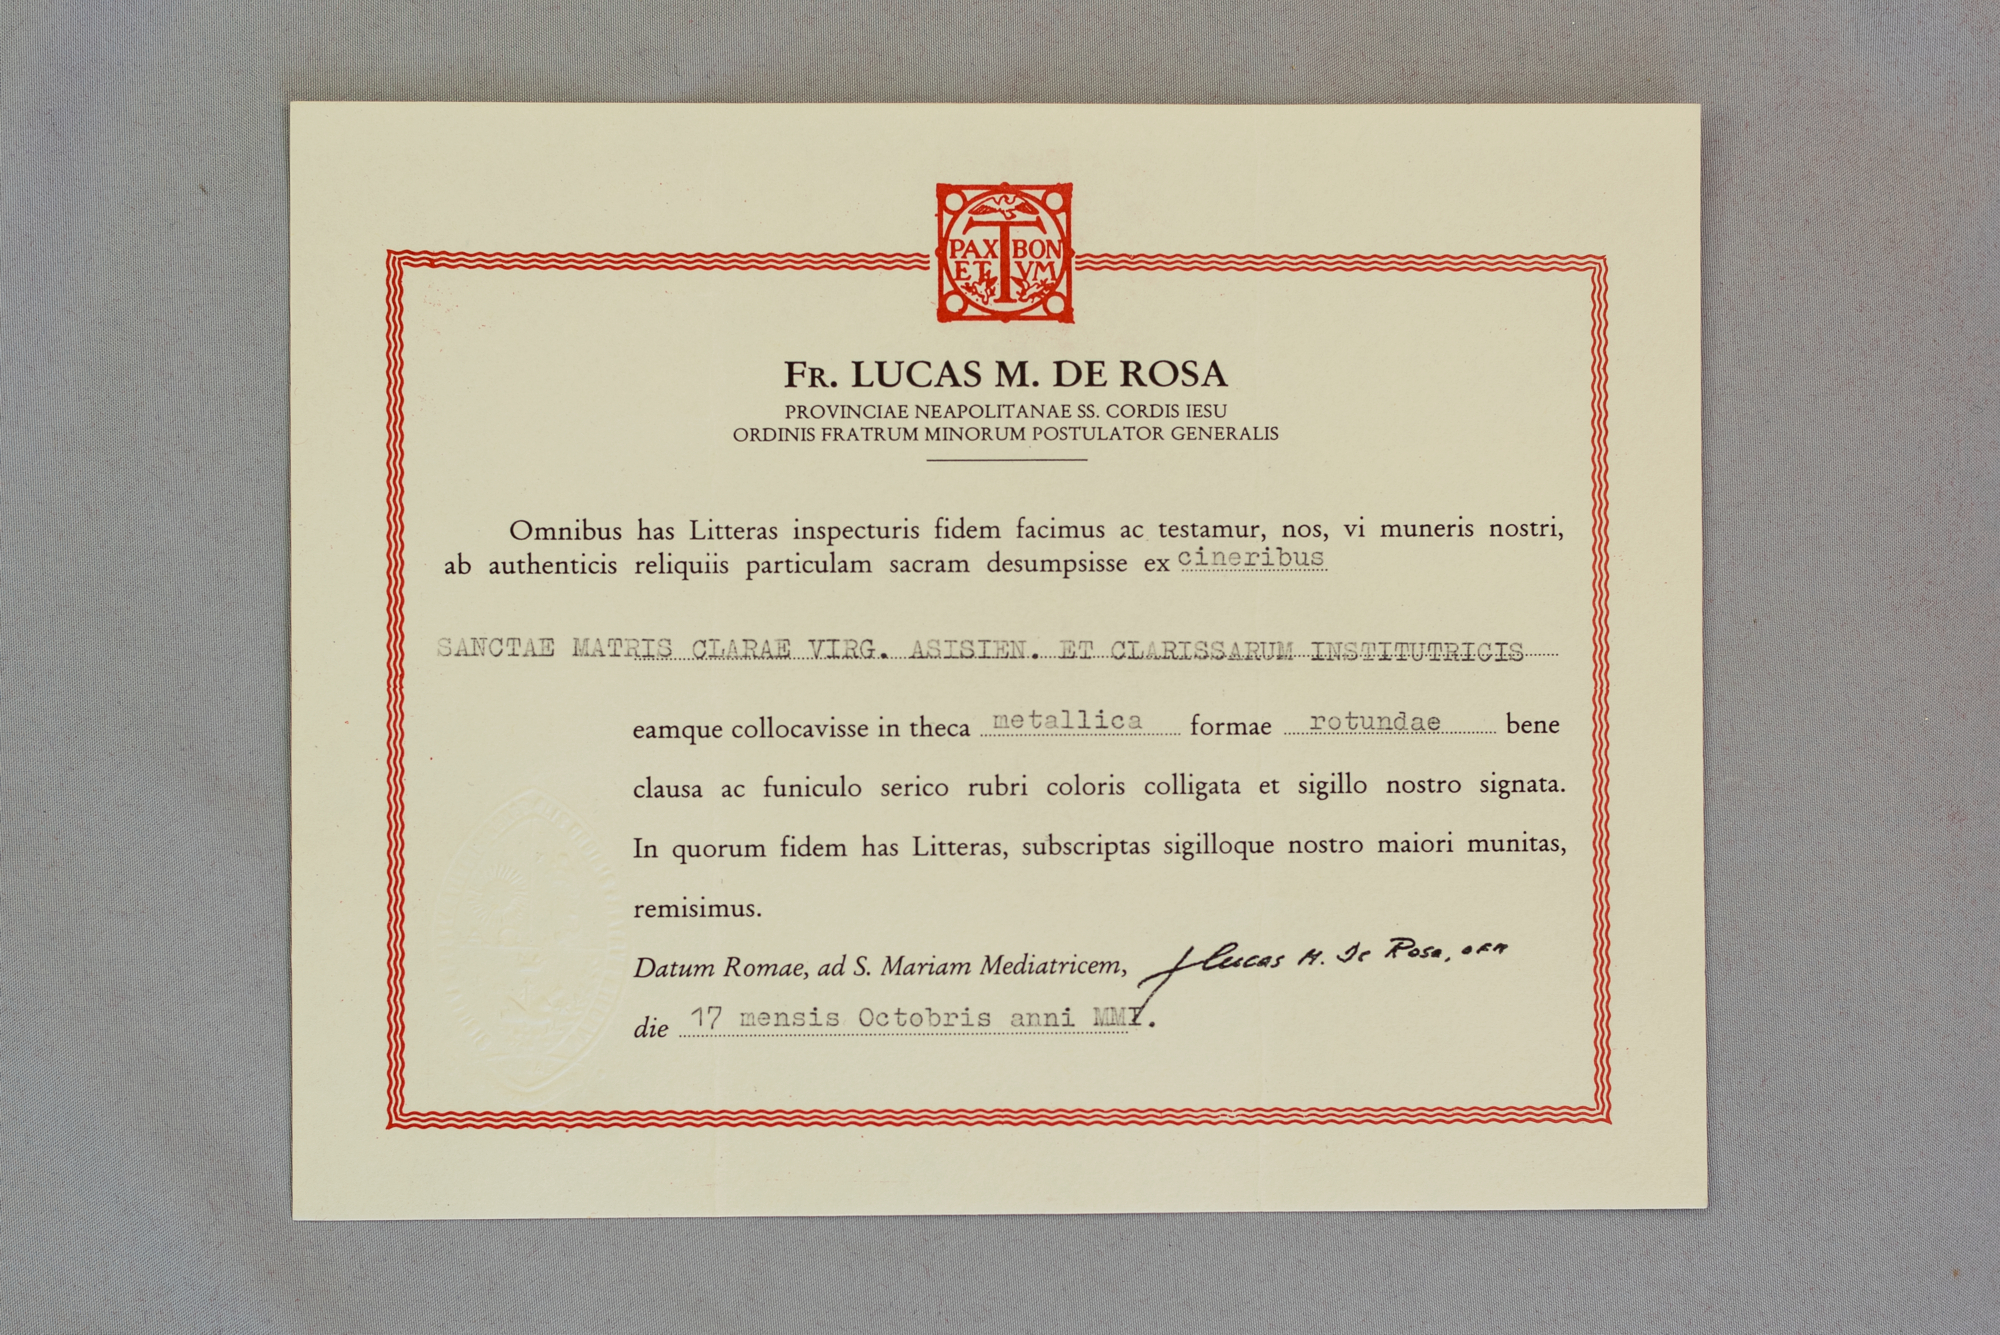 PAX BON
ET VM
FR. LUCAS M. DE ROSA
PROVINCIAE NEAPOLITANAE SS. CORDIS IESU
ORDINIS FRATRUM MINORUM POSTULATOR GENERALIS
Omnibus has Litteras inspecturis fidem facimus ac testamur, nos, vi muneris nostri,
ab authenticis reliquiis particulam sacram desumpsisse ex cineribus
SANCTAE MATRIS CLARAE VIRG. ASISIEN. ET CLARISSARUM INSTITUTRICIS
eamque collocavisse in theca metallica formae rotundae bene
clausa ac funiculo serico rubri coloris colligata et sigillo nostro signata.
In quorum fidem has Litteras, subscriptas sigilloque nostro maiori munitas,
remisimus.
Datum Romae, ad S. Mariam Mediatricem, f Lucas M. De Rosa, OFM
die 17 mensis Octobris anni MMI.